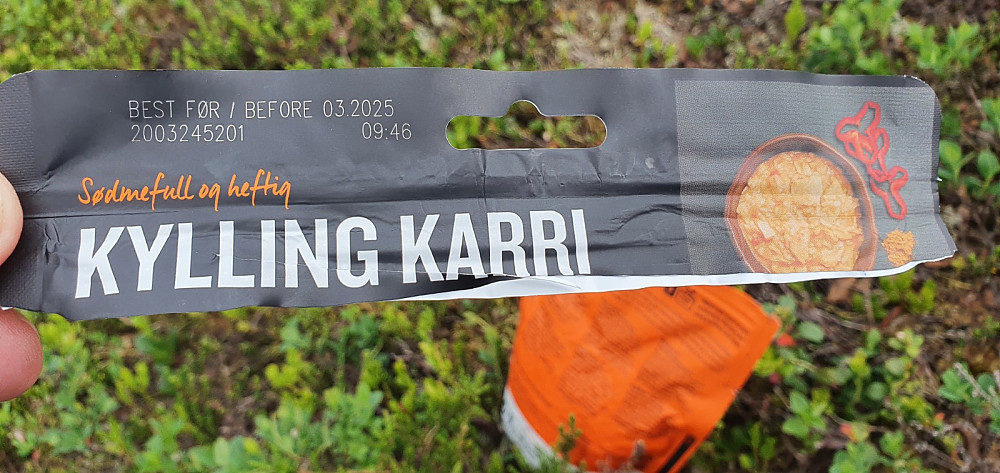 BEST FØR / BEFORE 03.2025
2003245201 09:46
Sødmefull og heftig
KYLLING KARRI